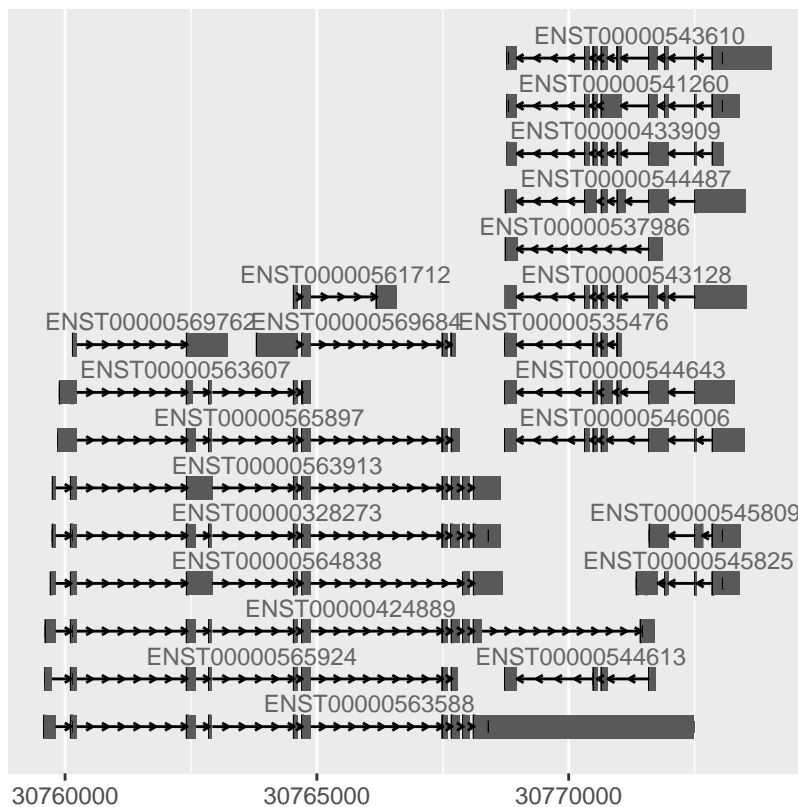 ENST00000543610
ENST00000541260
ENST00000433909
ENST00000544487
ENST00000537986
ENST00000561712 ENST00000543128
ENST00000569762 ENST00000569684 ENST00000535476
ENST00000563607 ENST00000544643
ENST00000565897 ENST00000546006
ENST00000563913
ENST00000328273 ENST00000545809
ENST00000564838 ENST00000545825
ENST00000424889
ENST00000565924 ENST00000544613
ENST00000563588
30760000 30765000 30770000